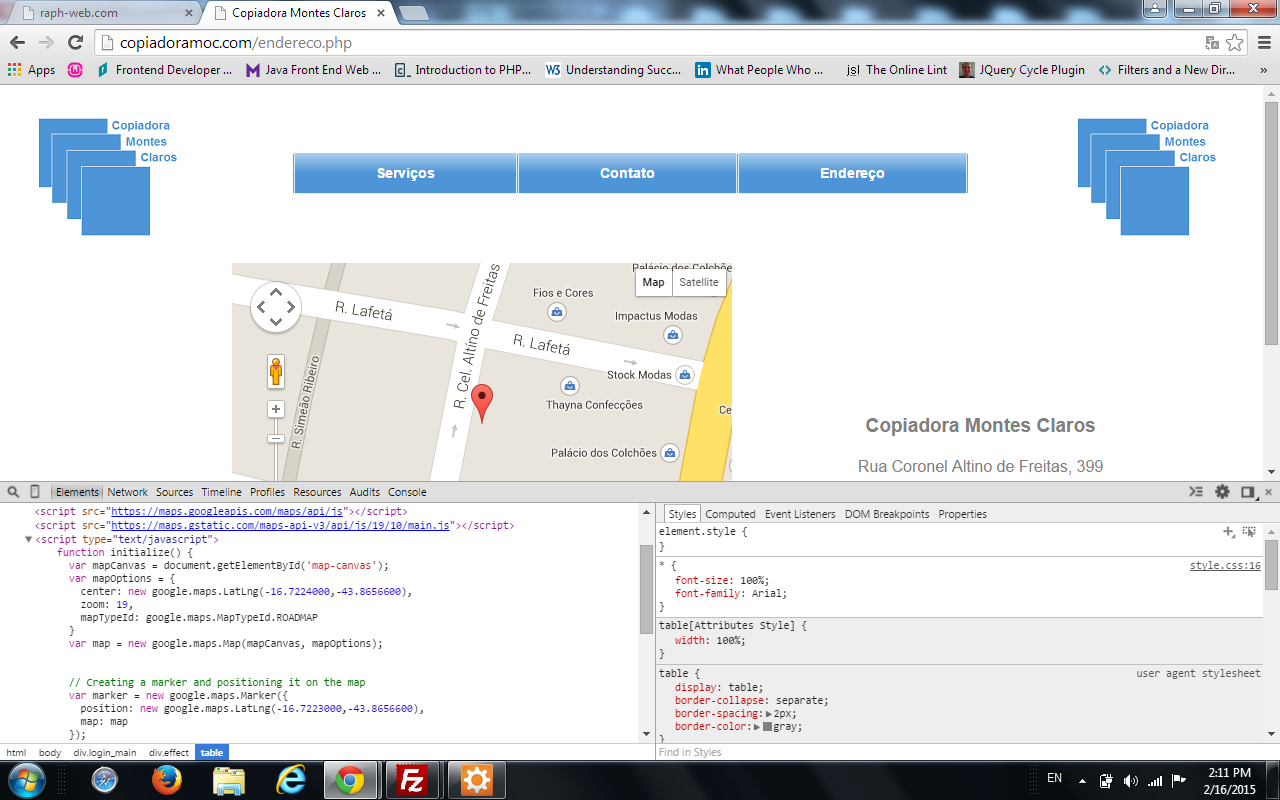 raph-web.com
Copiadora Montes Claros
copiadoramoc.com/endereco.php
Apps
Frontend Developer ...
Java Front End Web ...
Introduction to PHP...
Understanding Succ...
What People Who ...
jsl The Online Lint
JQuery Cycle Plugin
Filters and a New Dir...
»
Copiadora
Montes
Claros
Serviços
Contato
Endereço
Copiadora
Montes
Claros
Palácio dos Colchõe
Map
Satellite
Fios e Cores
R. Lafetá
Impactus Modas
R. Cel. Altino de Freitas
R. Lafetá
Stock Modas
R. Simeão Ribeiro
Thayna Confecções
Ce
Palácio dos Colchões
Copiadora Montes Claros
Rua Coronel Altino de Freitas, 399
Elements Network Sources Timeline Profiles Resources Audits Console
<script src="https://maps.googleapis.com/maps/api/js"></script>
<script src="https://maps.gstatic.com/maps-api-v3/api/js/19/10/main.js"></script>
<script type="text/javascript">
function initialize() {
var mapCanvas = document.getElementById('map-canvas');
var mapOptions = {
center: new google.maps.LatLng(-16.7224000,-43.8656600),
zoom: 19,
mapTypeId: google.maps.MapTypeId.ROADMAP
}
var map = new google.maps.Map(mapCanvas, mapOptions);
// Creating a marker and positioning it on the map
var marker = new google.maps.Marker({
position: new google.maps.LatLng(-16.7223000,-43.8656600),
map: map
});
html body div.login_main div.effect table
Styles Computed Event Listeners DOM Breakpoints Properties
element.style {
}
* { style.css:16
font-size: 100%;
font-family: Arial;
}
table[Attributes Style] {
width: 100%;
}
table { user agent stylesheet
display: table;
border-collapse: separate;
border-spacing: 2px;
border-color: gray;
}
Find in Styles
Fz
EN
2:11 PM
2/16/2015